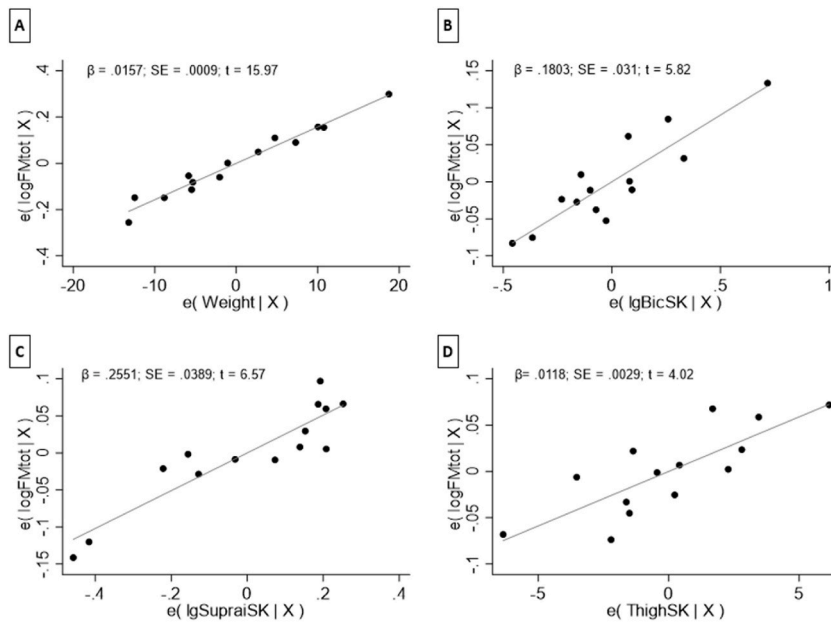 A
β = .0157; SE = .0009; t = 15.97
e( logFMtot | X )
.4
.2
0
-.2
-.4
-20
-10
0
10
20
e( Weight | X )
B
β = .1803; SE = .031; t = 5.82
e( logFMtot | X )
.15
.1
.05
0
-.05
-.1
-.5
0
.5
1
e( lgBicSK | X )
C
β = .2551; SE = .0389; t = 6.57
e( logFMtot | X )
.1
.05
0
-.05
-.1
-.15
-.4
-.2
0
.2
.4
e( lgSupraiSK | X )
D
β= .0118; SE = .0029; t = 4.02
e( logFMtot | X )
.1
.05
0
-.05
-.1
-5
0
5
e( ThighSK | X )